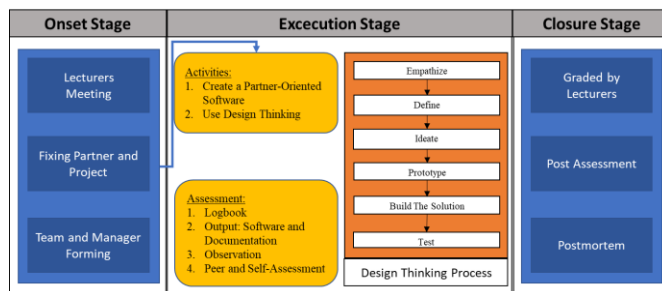 Onset Stage
Lecturers
Meeting
Fixing Partner and
Project
Team and Manager
Forming
Excecution Stage
Activities:
1. Create a Partner-Oriented
Software
2. Use Design Thinking
Assessment:
1. Logbook
2. Output: Software and
Documentation
3. Observation
4. Peer and Self-Assessment
Empathize
Define
Ideate
Prototype
Build The Solution
Test
Design Thinking Process
Closure Stage
Graded by
Lecturers
Post Assessment
Postmortem